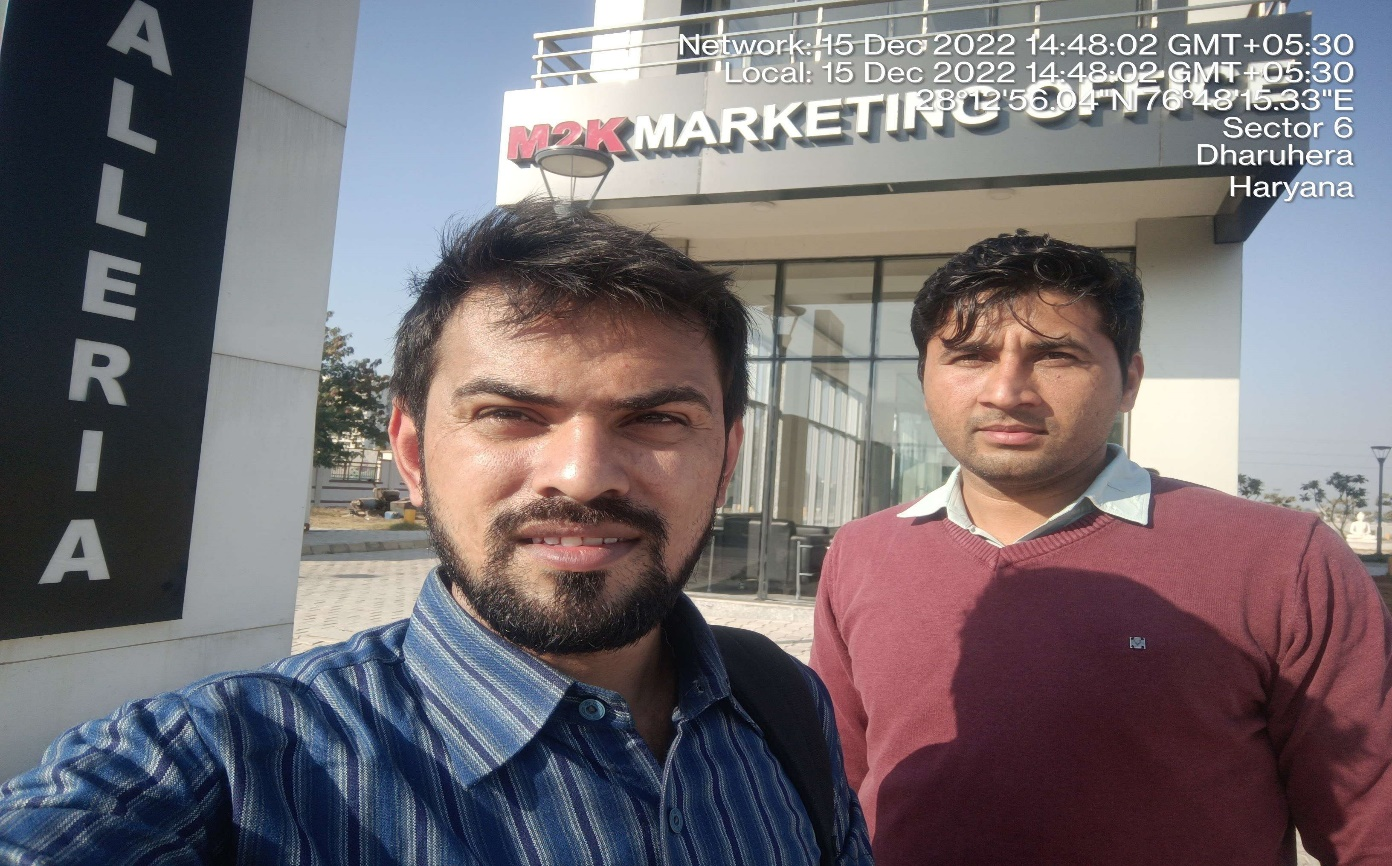 ALLERIA
Network: 15 Dec 2022 14:48:02 GMT+05:30
Local: 15 Dec 2022 14:48:02 GMT+05:30
28°12'56.04"N 76°48'15.33"E
Sector 6
Dharuhera
Haryana
M2K MARKETING OFFICE